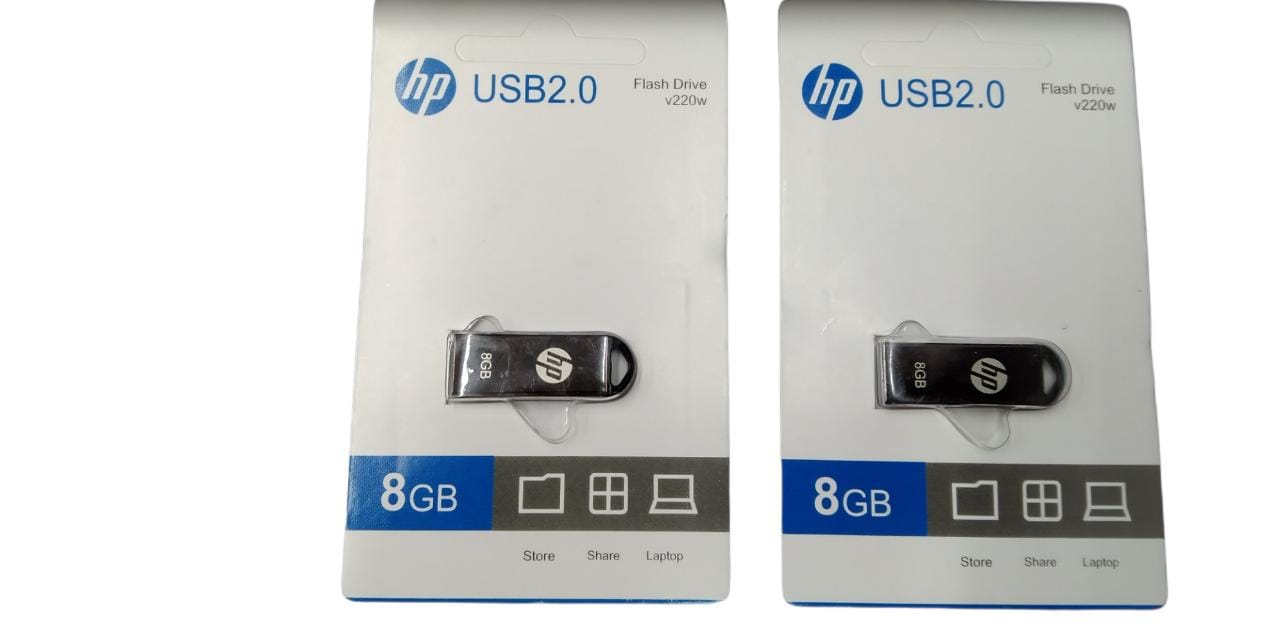 hp USB2.0 Flash Drive
v220w
8GB hp
8GB
Store Share Laptop
hp USB2.0 Flash Drive
v220w
8GB hp
8GB
Store Share Laptop